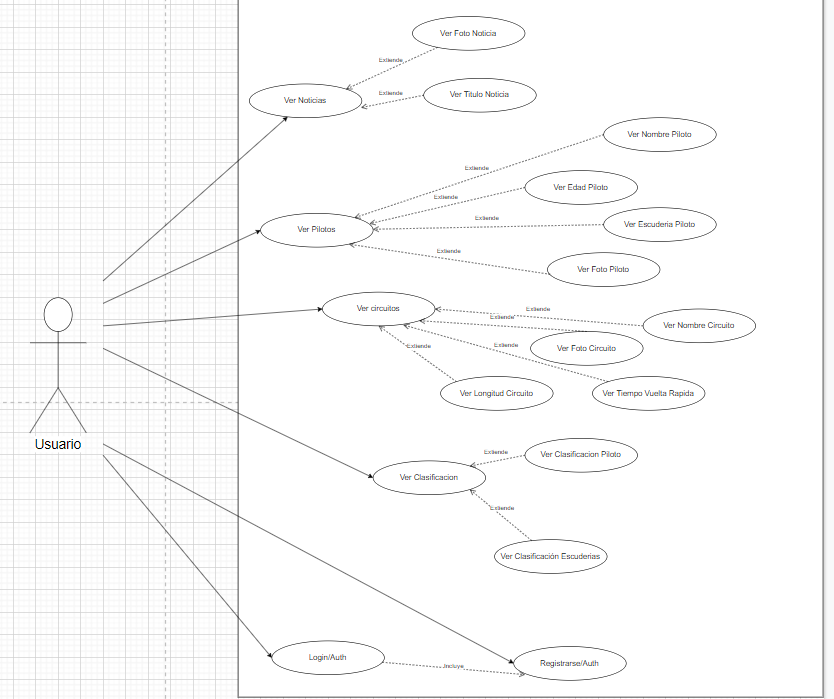 Ver Foto Noticia
Extiende
Extiende
Ver Titulo Noticia
Ver Noticias
Ver Nombre Piloto
Extiende
Ver Edad Piloto
Extiende
Extiende
Ver Escuderia Piloto
Ver Pilotos
Extiende
Ver Foto Piloto
Ver circuitos
Extiende
Extiende
Ver Nombre Circuito
Extiende
Extiende
Ver Foto Circuito
Ver Longitud Circuito
Ver Tiempo Vuelta Rapida
Usuario
Extiende
Ver Clasificacion Piloto
Ver Clasificacion
Extiende
Ver Clasificación Escuderias
Login/Auth
Incluye
Registrarse/Auth